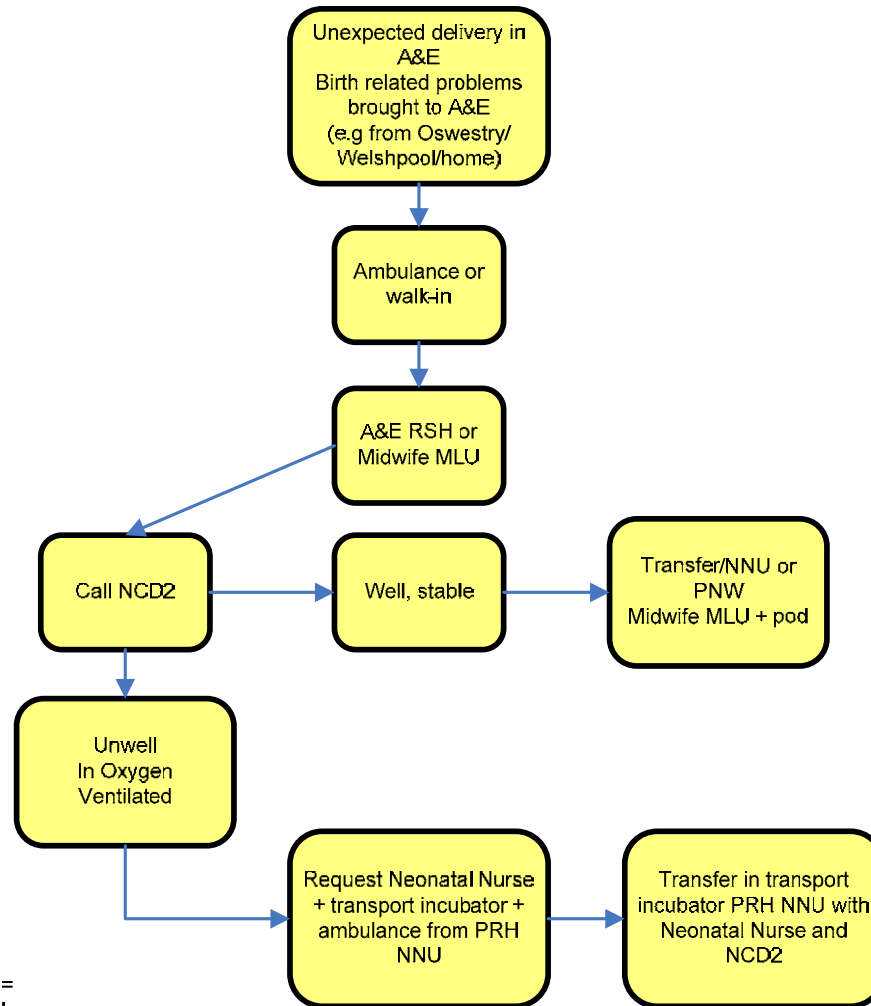 Unexpected delivery in
A&E
Birth related problems
brought to A&E
(e.g from Oswestry/
Welshpool/home)
Ambulance or
walk-in
A&E RSH or
Midwife MLU
Call NCD2
Well, stable
Transfer/NNU or
PNW
Midwife MLU + pod
Unwell
In Oxygen
Ventilated
Request Neonatal Nurse
+ transport incubator +
ambulance from PRH
NNU
Transfer in transport
incubator PRH NNU with
Neonatal Nurse and
NCD2
=